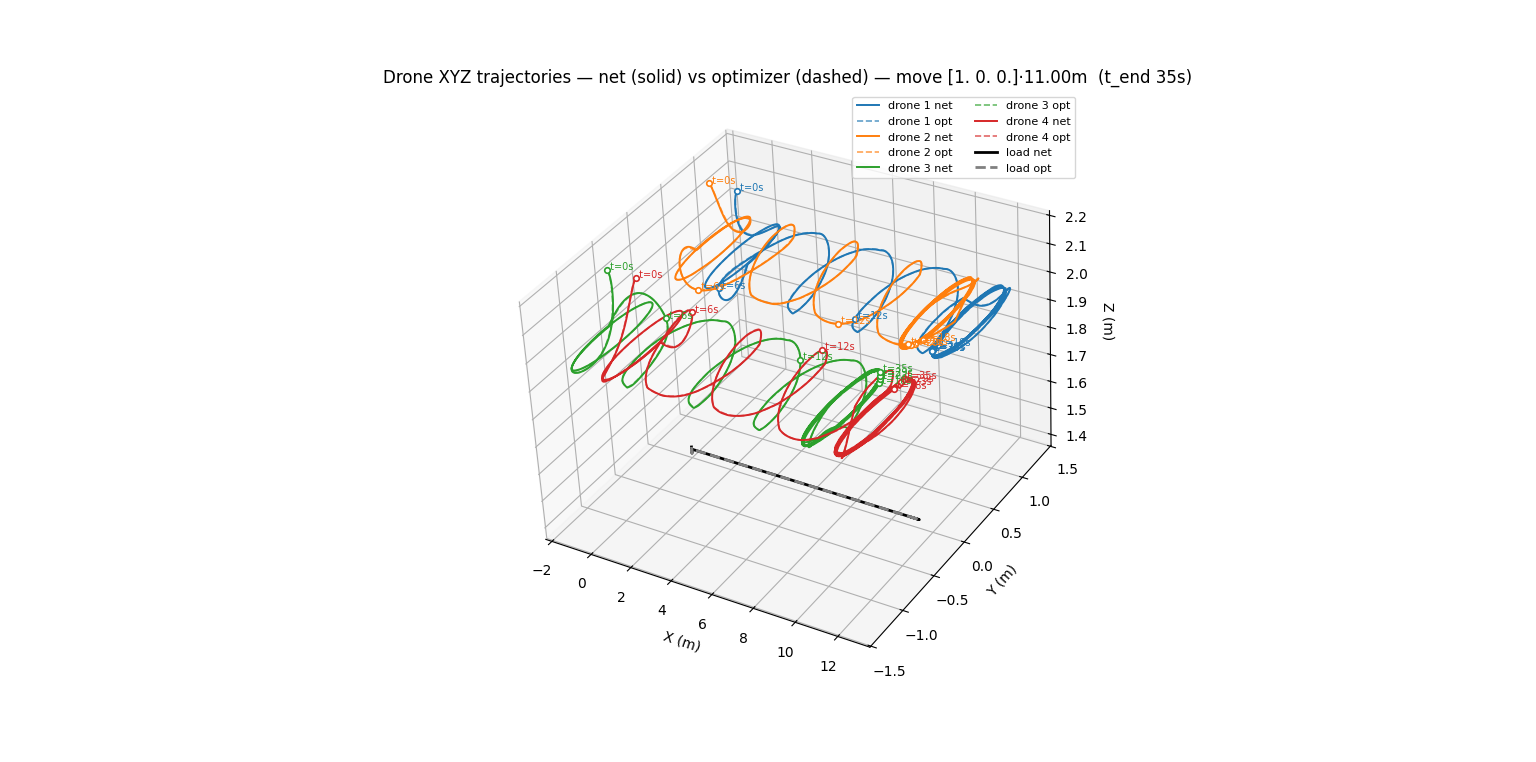 Drone XYZ trajectories — net (solid) vs optimizer (dashed) — move [1. 0. 0.]·11.00m (t_end 35s)
drone 1 net
drone 1 opt
drone 2 net
drone 2 opt
drone 3 net
drone 3 opt
drone 4 net
drone 4 opt
load net
load opt
t=0s
t=0s
t=0s
t=0s
t=6s
t=6s
t=12s
t=12s
t=12s
t=35s
2.2
2.1
2.0
1.9
1.8
1.7
1.6
1.5
1.4
Z (m)
1.5
1.0
0.5
0.0
−0.5
−1.0
−1.5
Y (m)
−2
0
2
4
6
8
10
12
X (m)